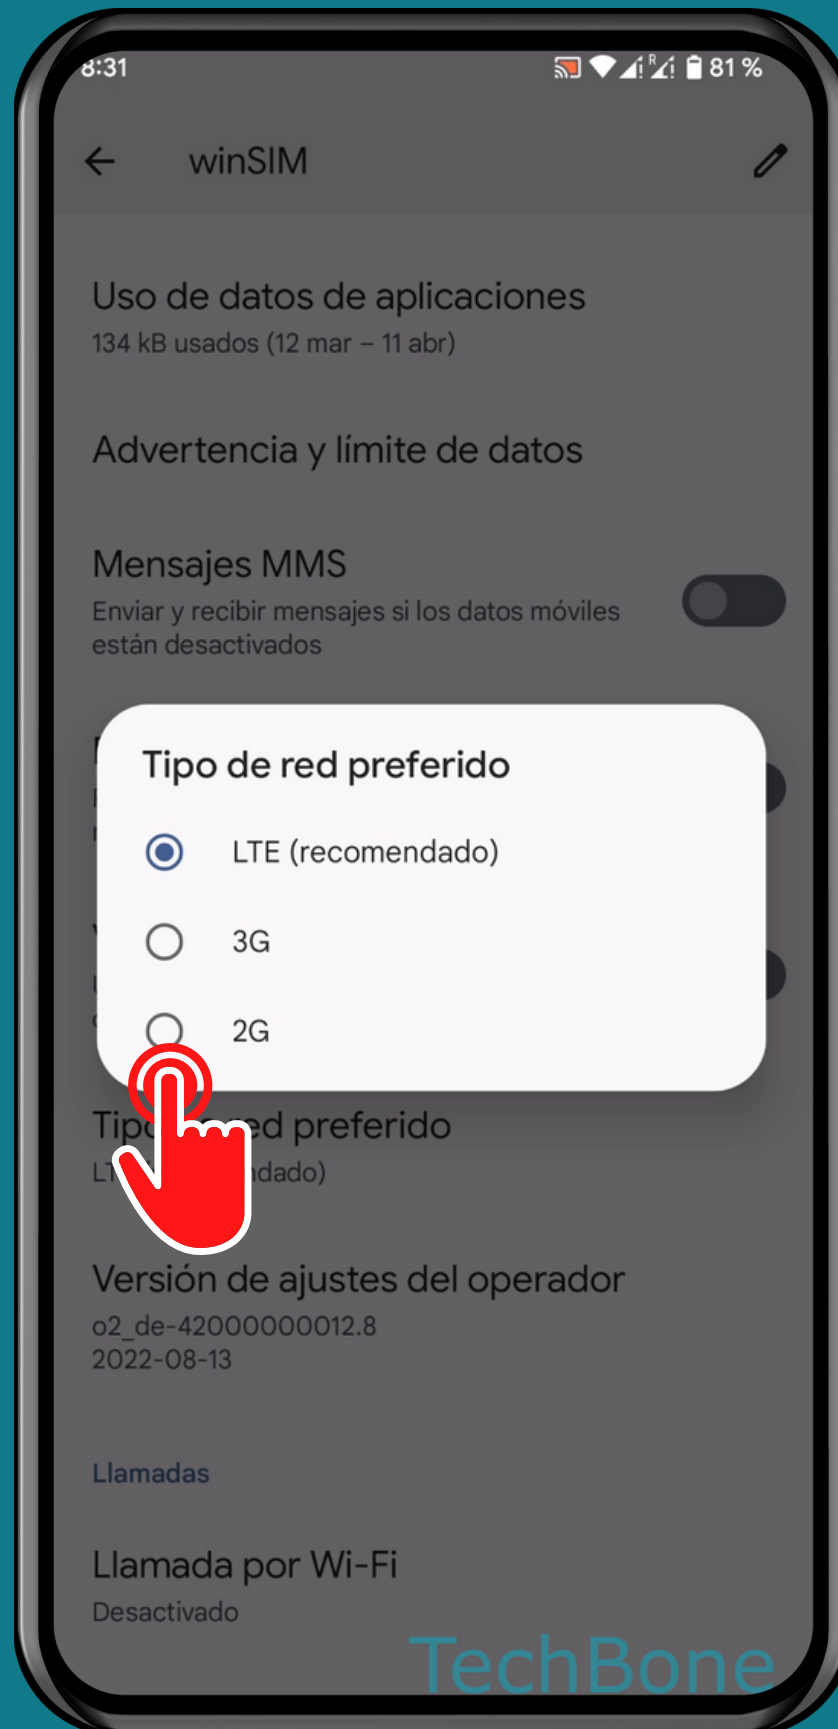 8:31
R
81 %
winSIM
Uso de datos de aplicaciones
134 kB usados (12 mar – 11 abr)
Advertencia y límite de datos
Mensajes MMS
Enviar y recibir mensajes si los datos móviles
están desactivados
Tipo de red preferido
LTE (recomendado)
3G
2G
red preferido
Versión de ajustes del operador
o2_de-42000000012.8
2022-08-13
Llamadas
Llamada por Wi-Fi
Desactivado
TechBone